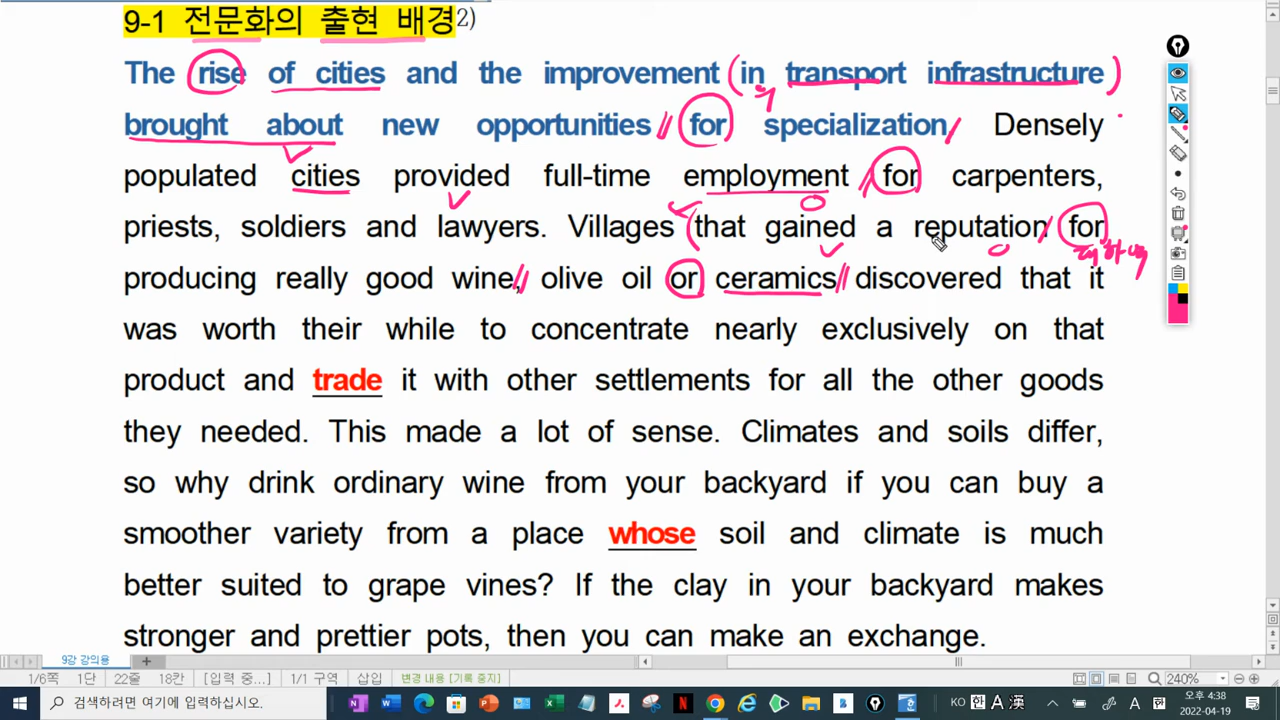 9-1 전문화의 출현 배경2)
The rise of cities and the improvement (in transport infrastructure)
brought about new opportunities // for specialization / Densely
populated cities provided full-time employment / for carpenters,
priests, soldiers and lawyers. Villages (that gained a reputation / for
producing really good wine, // olive oil or ceramics // discovered that it
was worth their while to concentrate nearly exclusively on that
product and trade it with other settlements for all the other goods
they needed. This made a lot of sense. Climates and soils differ,
so why drink ordinary wine from your backyard if you can buy a
smoother variety from a place whose soil and climate is much
better suited to grape vines? If the clay in your backyard makes
stronger and prettier pots, then you can make an exchange.
9강 강의용
1/6쪽 1단 22줄 18칸 [입력 중...] 1/1 구역 삽입 변경 내용 [기록 중지] 240%
검색하려면 여기에 입력하십시오. KO 한 A 漢 오후 4:38
2022-04-19